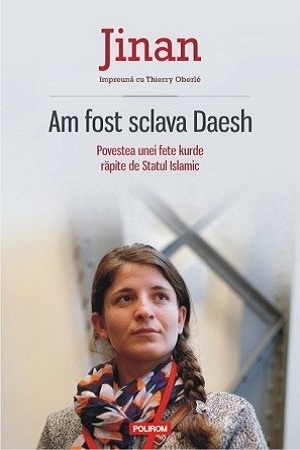 Jinan
împreună cu Thierry Oberlé
Am fost sclava Daesh
Povestea unei fete kurde
răpite de Statul Islamic
POLIROM